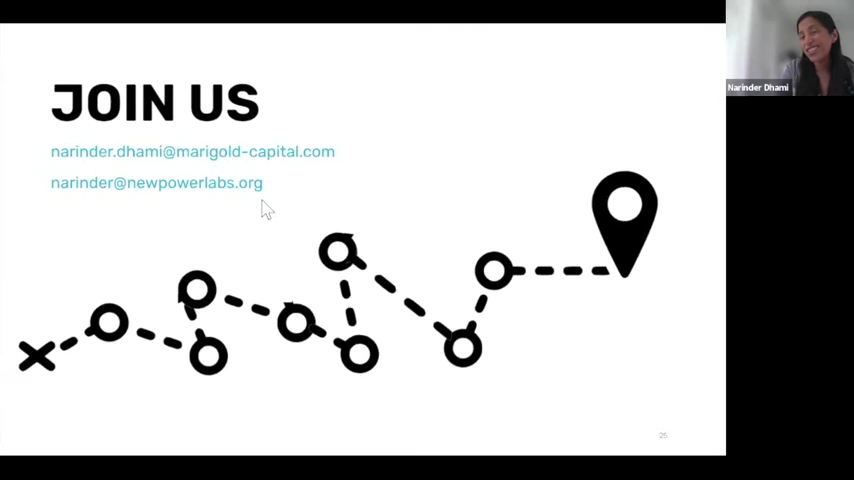 JOIN US
narinder.dhami@marigold-capital.com
narinder@newpowerlabs.org
25
Narinder Dhami